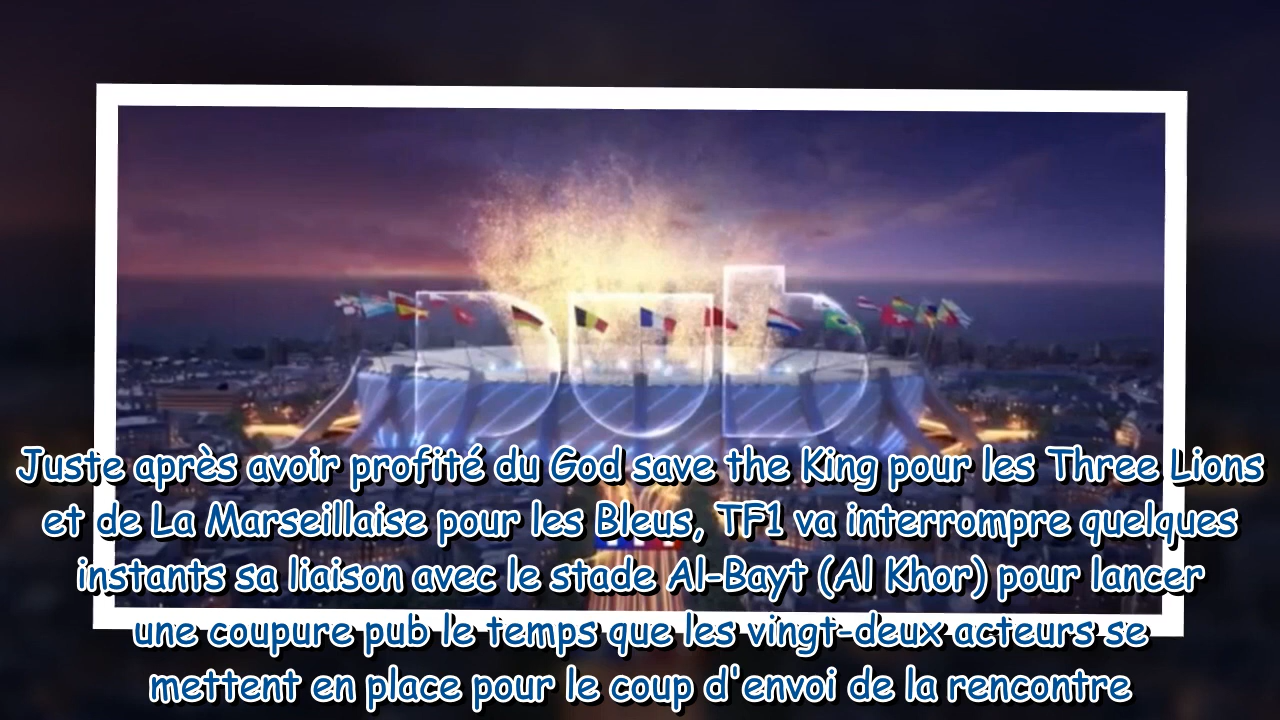 pub
Juste après avoir profité du God save the King pour les Three Lions
et de La Marseillaise pour les Bleus, TF1 va interrompre quelques
instants sa liaison avec le stade Al-Bayt (Al Khor) pour lancer
une coupure pub le temps que les vingt-deux acteurs se
mettent en place pour le coup d'envoi de la rencontre